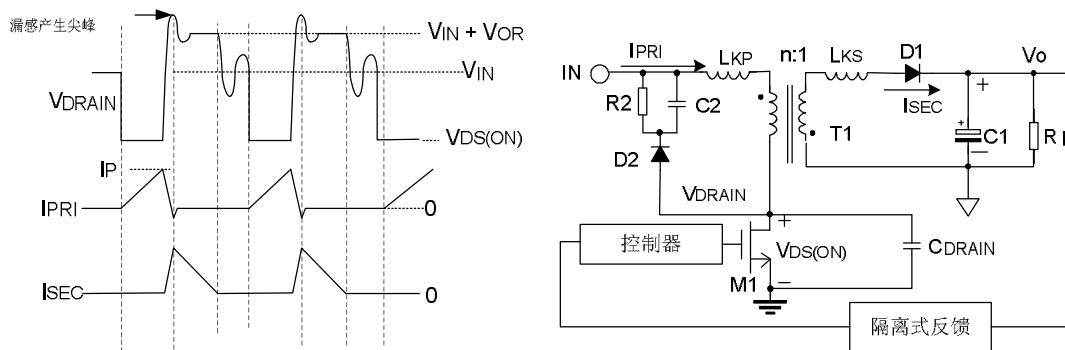 漏感产生尖峰
VIN + VOR
VIN
VDRAIN
VDS(ON)
IP
IPRI
0
ISEC
0
IN
IPRI
LKP
n:1
LKS
D1
Vo
R2
C2
ISEC
+
T1
+
C1
R
D2
VDRAIN
+
控制器
VDS(ON)
CDRAIN
M1
隔离式反馈